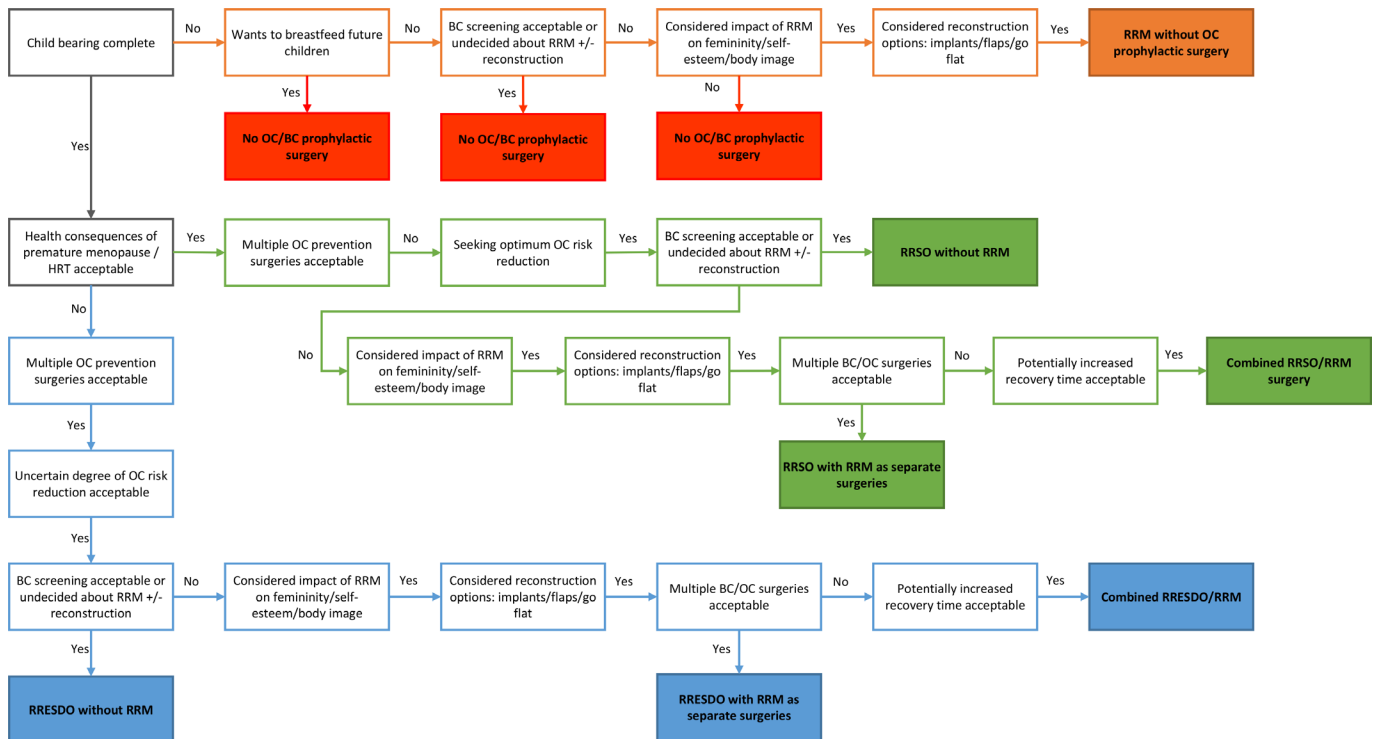 Child bearing complete
No
Wants to breastfeed future
children
No
BC screening acceptable or
undecided about RRM +/-
reconstruction
No
Considered impact of RRM
on femininity/self-
esteem/body image
Yes
Considered reconstruction
options: implants/flaps/go
flat
Yes
RRM without OC
prophylactic surgery
Yes
Yes
No
No OC/BC prophylactic
surgery
No OC/BC prophylactic
surgery
No OC/BC prophylactic
surgery
Yes
Health consequences of
premature menopause /
HRT acceptable
Yes
Multiple OC prevention
surgeries acceptable
No
Seeking optimum OC risk
reduction
Yes
BC screening acceptable or
undecided about RRM +/-
reconstruction
Yes
RRSO without RRM
No
No
Considered impact of RRM
on femininity/self-
esteem/body image
Yes
Considered reconstruction
options: implants/flaps/go
flat
Yes
Multiple BC/OC surgeries
acceptable
No
Potentially increased
recovery time acceptable
Yes
Combined RRSO/RRM
surgery
Yes
RRSO with RRM as separate
surgeries
Multiple OC prevention
surgeries acceptable
Yes
Uncertain degree of OC risk
reduction acceptable
Yes
BC screening acceptable or
undecided about RRM +/-
reconstruction
No
Considered impact of RRM
on femininity/self-
esteem/body image
Yes
Considered reconstruction
options: implants/flaps/go
flat
Yes
Multiple BC/OC surgeries
acceptable
No
Potentially increased
recovery time acceptable
Yes
Combined RRESDO/RRM
Yes
Yes
RRESDO without RRM
RRESDO with RRM as
separate surgeries